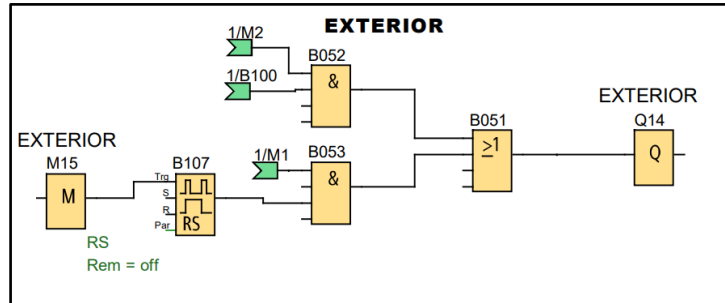 EXTERIOR
1/M2
B052
&
1/B100
B051
≥1
EXTERIOR
Q14
Q
EXTERIOR
M15
M
B107
Trg
S
R
Par
RS
1/M1
B053
&
RS
Rem = off